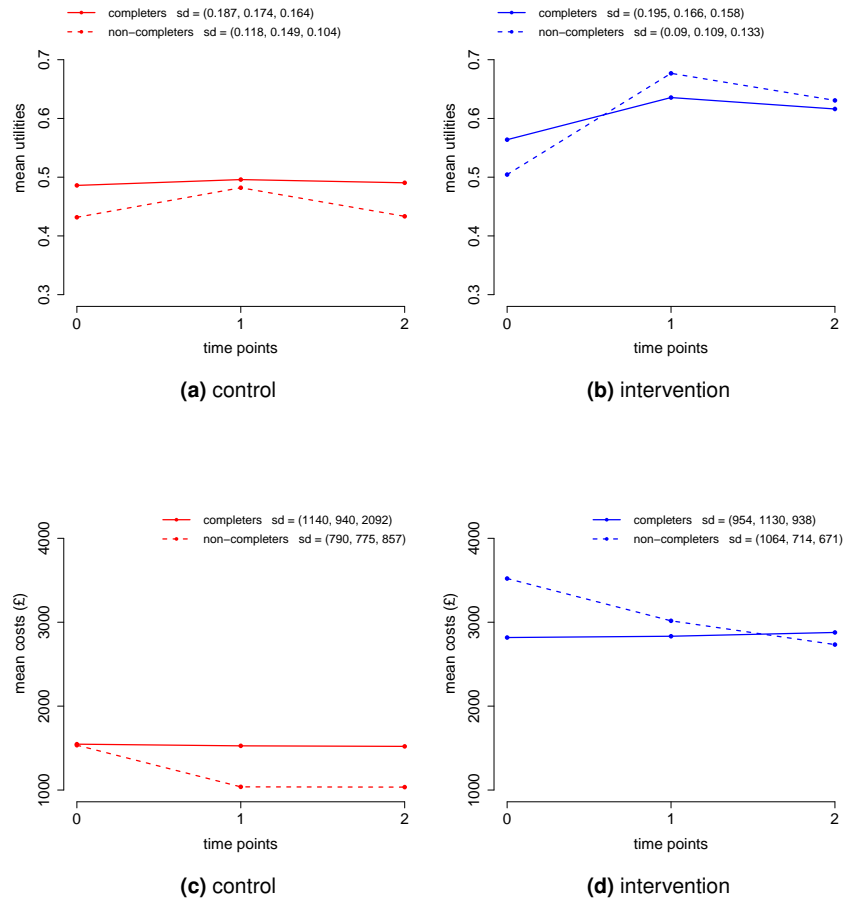 completers sd = (0.187, 0.174, 0.164)
non−completers sd = (0.118, 0.149, 0.104)
mean utilities
0.7
0.6
0.5
0.4
0.3
0 1 2
time points
(a) control
completers sd = (0.195, 0.166, 0.158)
non−completers sd = (0.09, 0.109, 0.133)
mean utilities
0.7
0.6
0.5
0.4
0.3
0 1 2
time points
(b) intervention
completers sd = (1140, 940, 2092)
non−completers sd = (790, 775, 857)
mean costs (£)
4000
3000
2000
1000
0 1 2
time points
(c) control
completers sd = (954, 1130, 938)
non−completers sd = (1064, 714, 671)
mean costs (£)
4000
3000
2000
1000
0 1 2
time points
(d) intervention